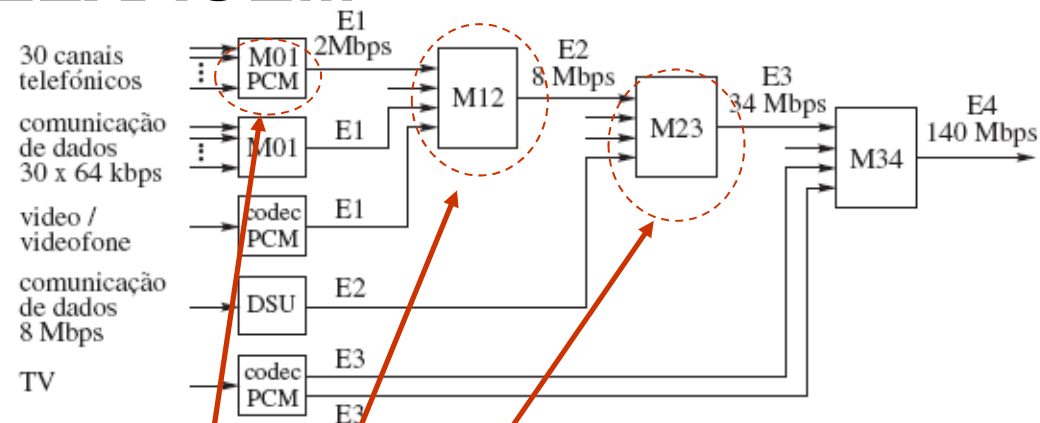 E1
30 canais
telefónicos
M01
PCM
2Mbps
M12
E2
8 Mbps
M23
E3
34 Mbps
M34
E4
140 Mbps
comunicação
de dados
30 x 64 kbps
M01
E1
video /
videofone
codec
PCM
E1
comunicação
de dados
8 Mbps
DSU
E2
TV
codec
PCM
E3
E3